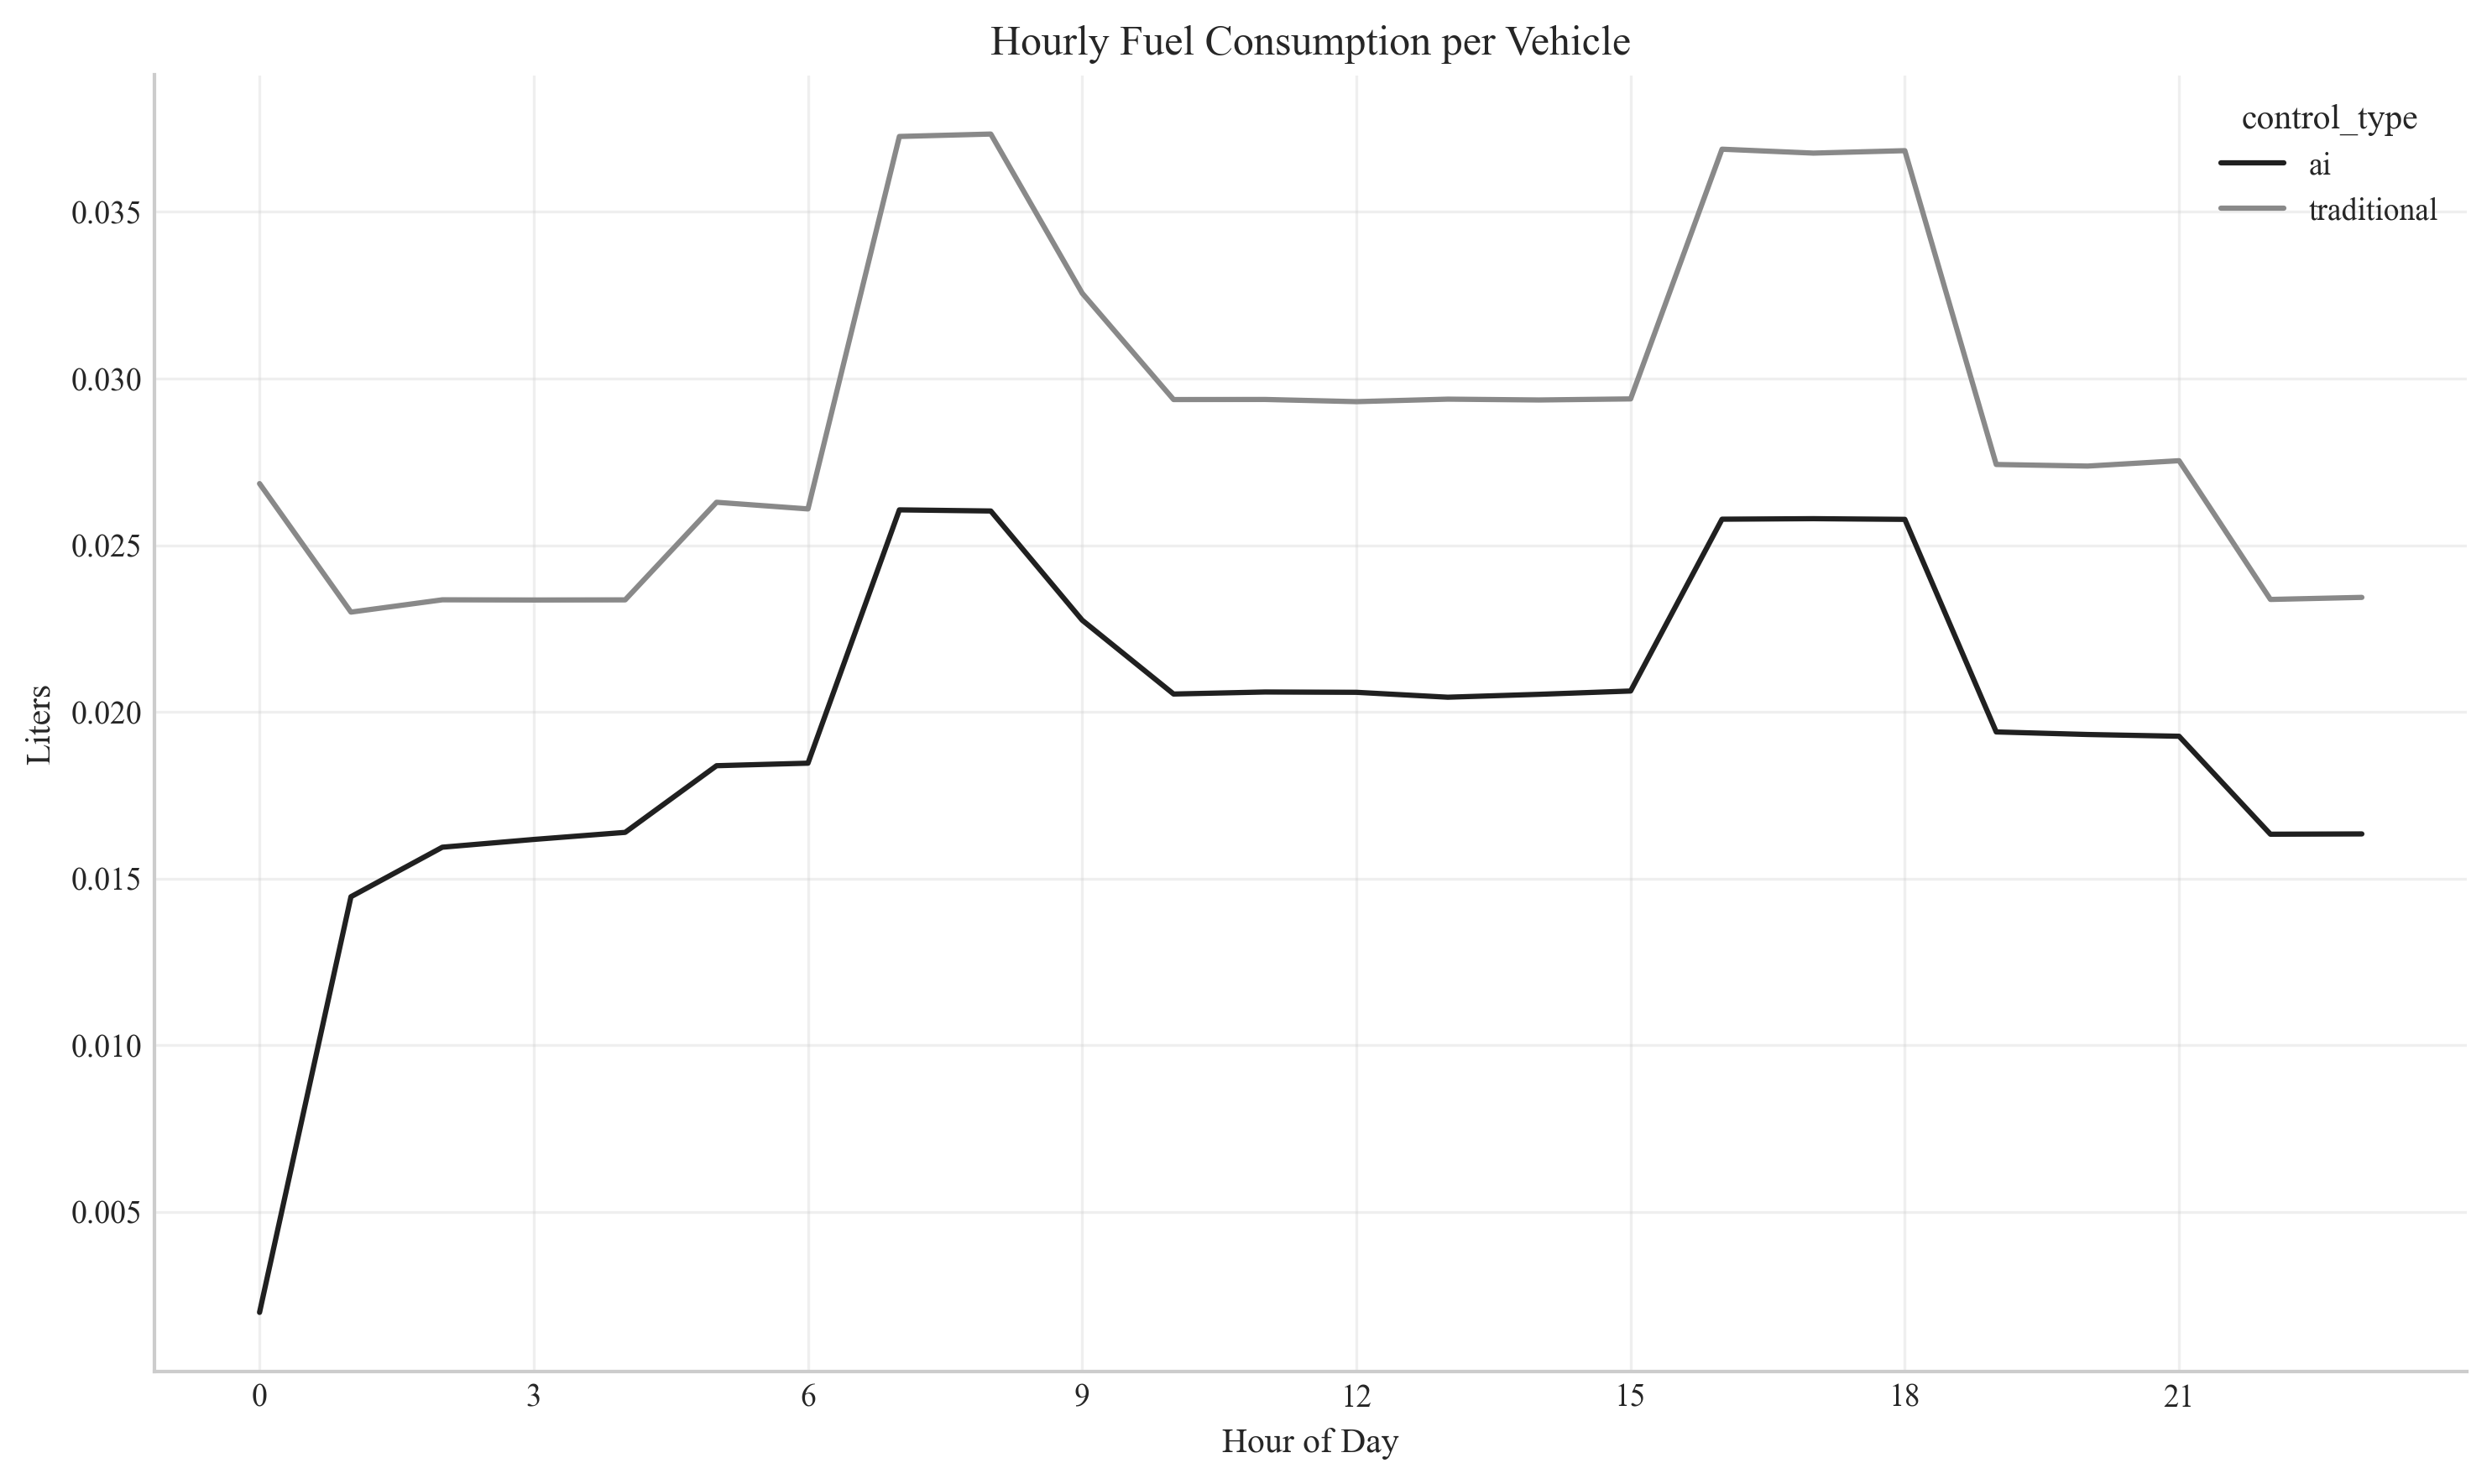 Hourly Fuel Consumption per Vehicle
control_type
ai
traditional
0.035
0.030
0.025
0.020
0.015
0.010
0.005
Liters
0 3 6 9 12 15 18 21
Hour of Day